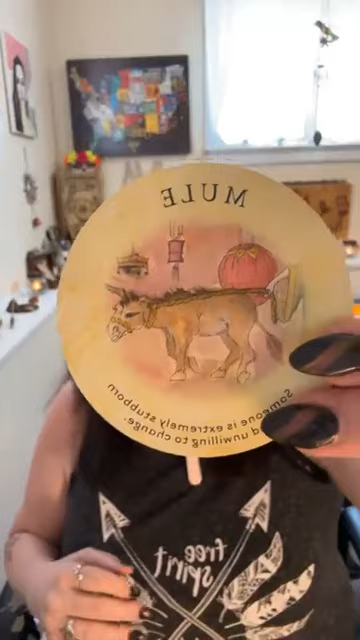 MULE
Someone is extremely stubborn
d unwilling to change.
free
spirit